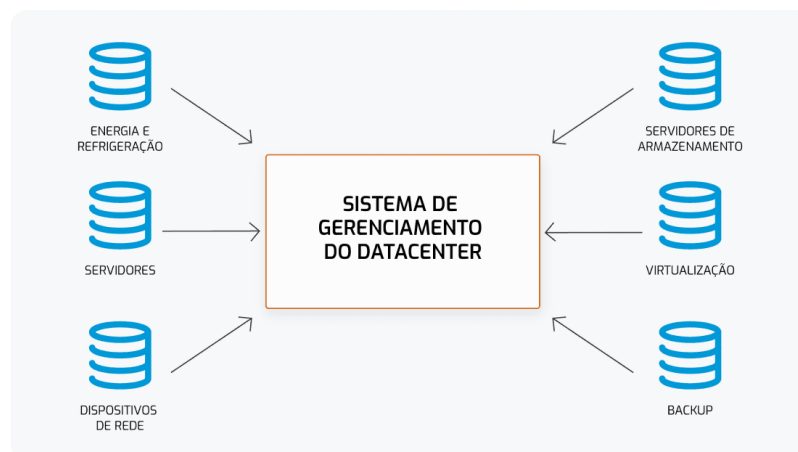 ENERGIA E
REFRIGERAÇÃO
SERVIDORES
DISPOSITIVOS
DE REDE
SISTEMA DE
GERENCIAMENTO
DO DATACENTER
SERVIDORES DE
ARMAZENAMENTO
VIRTUALIZAÇÃO
BACKUP